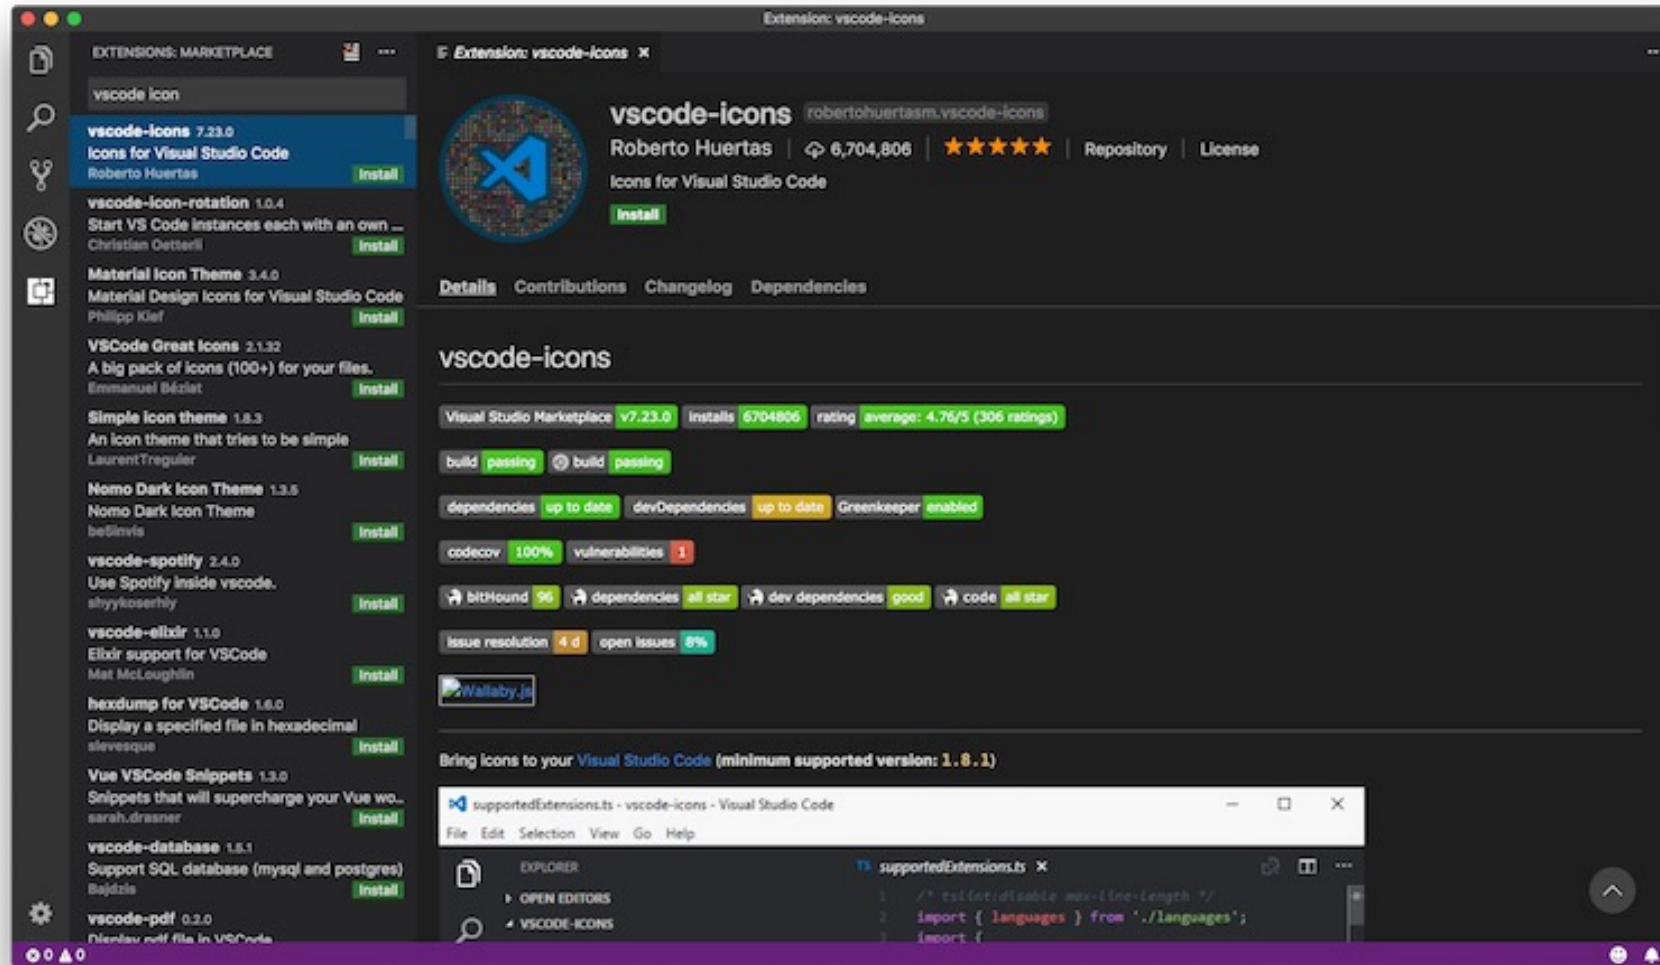 Extension: vscode-icons
EXTENSIONS: MARKETPLACE
vscode icon
vscode-icons 7.23.0
Icons for Visual Studio Code
Roberto Huertas Install
vscode-icon-rotation 1.0.4
Start VS Code instances each with an own ...
Christian Oetterli Install
Material Icon Theme 3.4.0
Material Design Icons for Visual Studio Code
Philipp Kief Install
VSCode Great Icons 2.1.32
A big pack of icons (100+) for your files.
Emmanuel Béziat Install
Simple icon theme 1.8.3
An icon theme that tries to be simple
LaurentTreguier Install
Nomo Dark Icon Theme 1.3.5
Nomo Dark Icon Theme
be5invis Install
vscode-spotify 2.4.0
Use Spotify inside vscode.
shyykoserhiy Install
vscode-elixir 1.1.0
Elixir support for VSCode
Mat McLoughlin Install
hexdump for VSCode 1.6.0
Display a specified file in hexadecimal
slevesque Install
Vue VSCode Snippets 1.3.0
Snippets that will supercharge your Vue wo...
sarah.drasner Install
vscode-database 1.5.1
Support SQL database (mysql and postgres)
Bajdzis Install
vscode-pdf 0.2.0
Display pdf file in VSCode
0 0
Extension: vscode-icons
vscode-icons robertohuertasm.vscode-icons
Roberto Huertas | 6,704,806 | ★★★★★ | Repository | License
Icons for Visual Studio Code
Install
Details Contributions Changelog Dependencies
vscode-icons
Visual Studio Marketplace v7.23.0 installs 6704806 rating average: 4.76/5 (306 ratings)
build passing build passing
dependencies up to date devDependencies up to date Greenkeeper enabled
codecov 100% vulnerabilities 1
bitHound 96 dependencies all star dev dependencies good code all star
issue resolution 4 d open issues 8%
Wallaby.js
Bring icons to your Visual Studio Code (minimum supported version: 1.8.1)
supportedExtensions.ts - vscode-icons - Visual Studio Code
File Edit Selection View Go Help
EXPLORER
OPEN EDITORS
VSCODE-ICONS
TS supportedExtensions.ts
1 /* tslint:disable max-line-length */
2 import { languages } from './languages';
3 import {